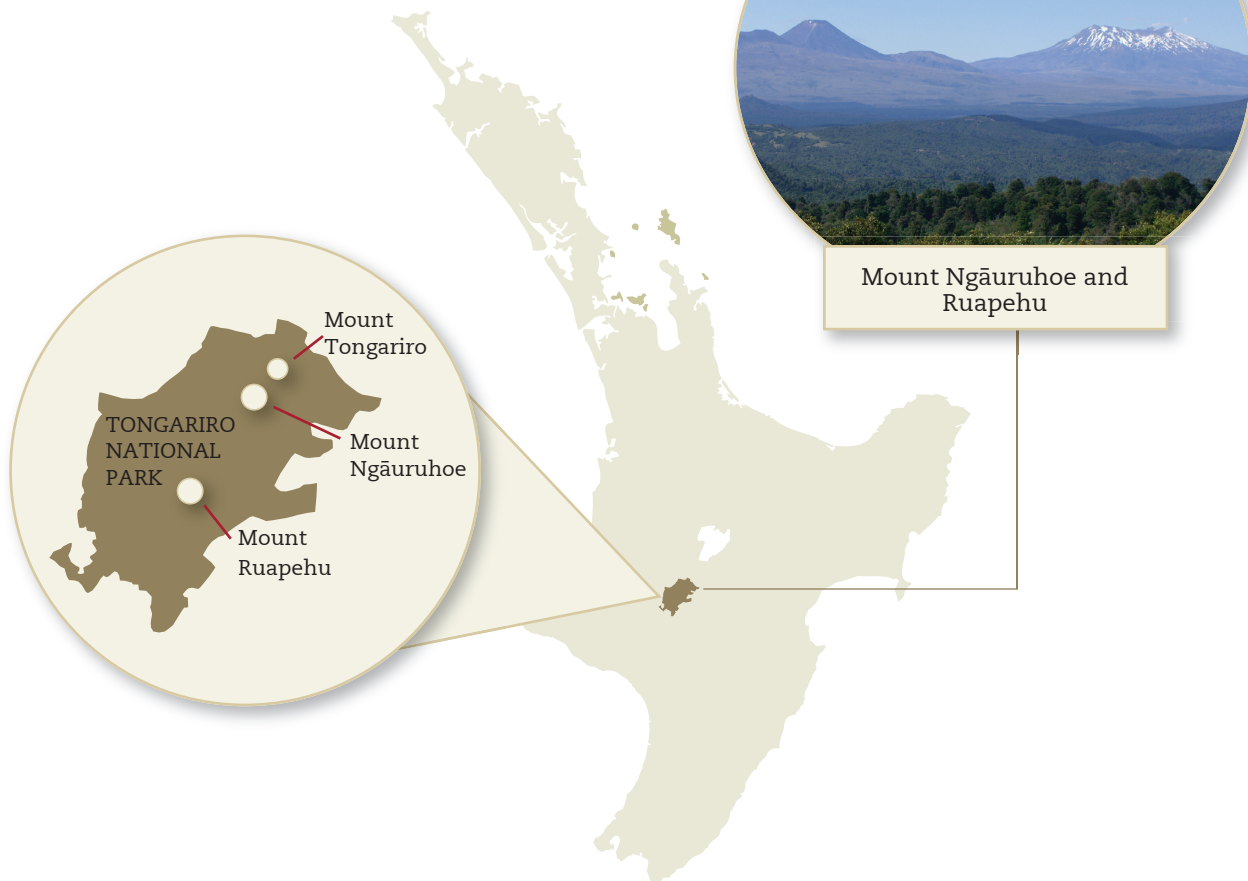 Mount Ngāuruhoe and
Ruapehu
Mount
Tongariro
TONGARIRO
NATIONAL
PARK
Mount
Ngāuruhoe
Mount
Ruapehu